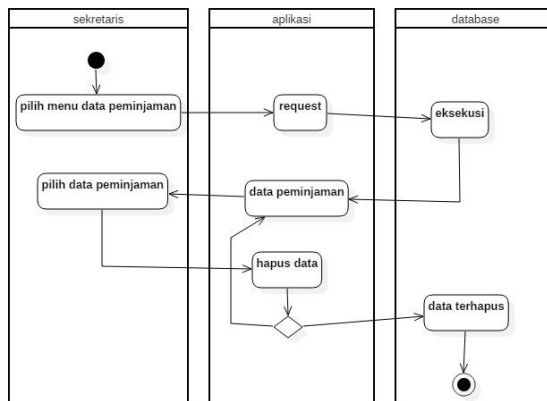 sekretaris
aplikasi
database
pilih menu data peminjaman
request
eksekusi
pilih data peminjaman
data peminjaman
hapus data
data terhapus